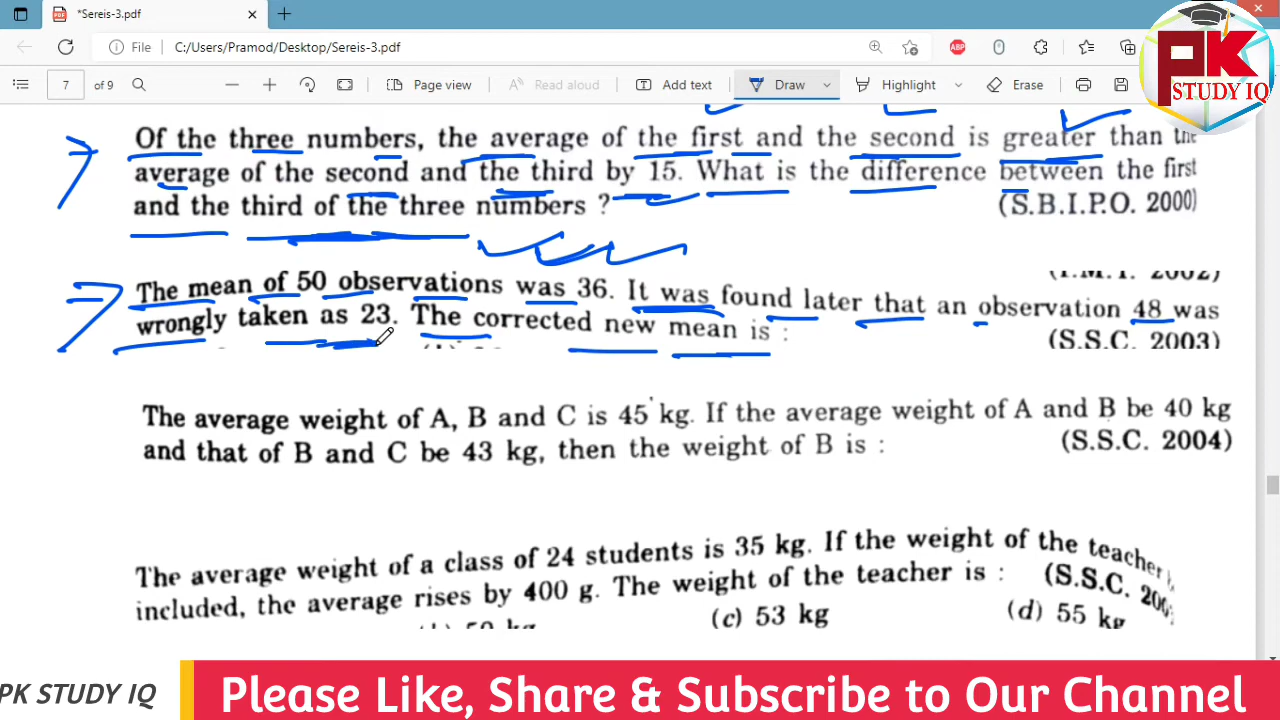 *Sereis-3.pdf
File C:/Users/Pramod/Desktop/Sereis-3.pdf
ABP
7 of 9 Page view Read aloud Add text Draw Highlight Erase
PK
STUDY IQ
Of the three numbers, the average of the first and the second is greater than the
average of the second and the third by 15. What is the difference between the first
and the third of the three numbers ? (S.B.I.P.O. 2000)
The mean of 50 observations was 36. It was found later that an observation 48 was
wrongly taken as 23. The corrected new mean is : (S.S.C. 2003)
The average weight of A, B and C is 45 kg. If the average weight of A and B be 40 kg
and that of B and C be 43 kg, then the weight of B is : (S.S.C. 2004)
The average weight of a class of 24 students is 35 kg. If the weight of the teacher
included, the average rises by 400 g. The weight of the teacher is : (S.S.C.
(c) 53 kg (d) 55 kg
PK STUDY IQ Please Like, Share & Subscribe to Our Channel